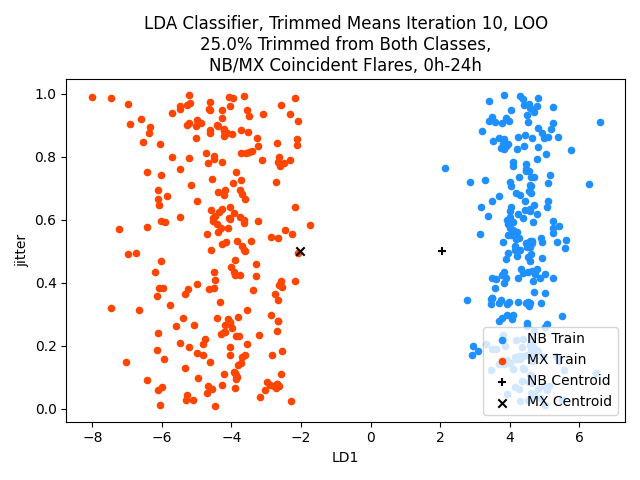 LDA Classifier, Trimmed Means Iteration 10, LOO
25.0% Trimmed from Both Classes,
NB/MX Coincident Flares, 0h-24h
1.0
0.8
0.6
0.4
0.2
0.0
jitter
−8
−6
−4
−2
0
2
4
6
LD1
NB Train
MX Train
NB Centroid
MX Centroid